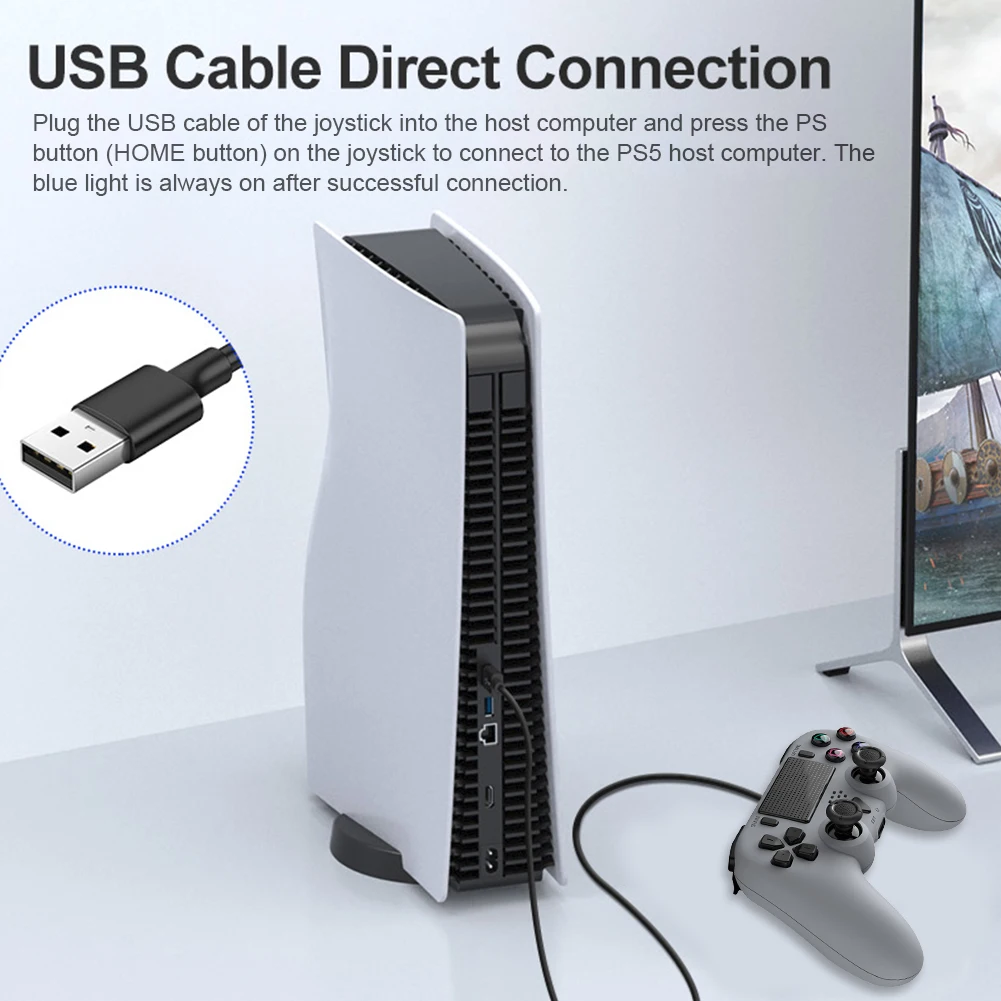 USB Cable Direct Connection
Plug the USB cable of the joystick into the host computer and press the PS
button (HOME button) on the joystick to connect to the PS5 host computer. The
blue light is always on after successful connection.